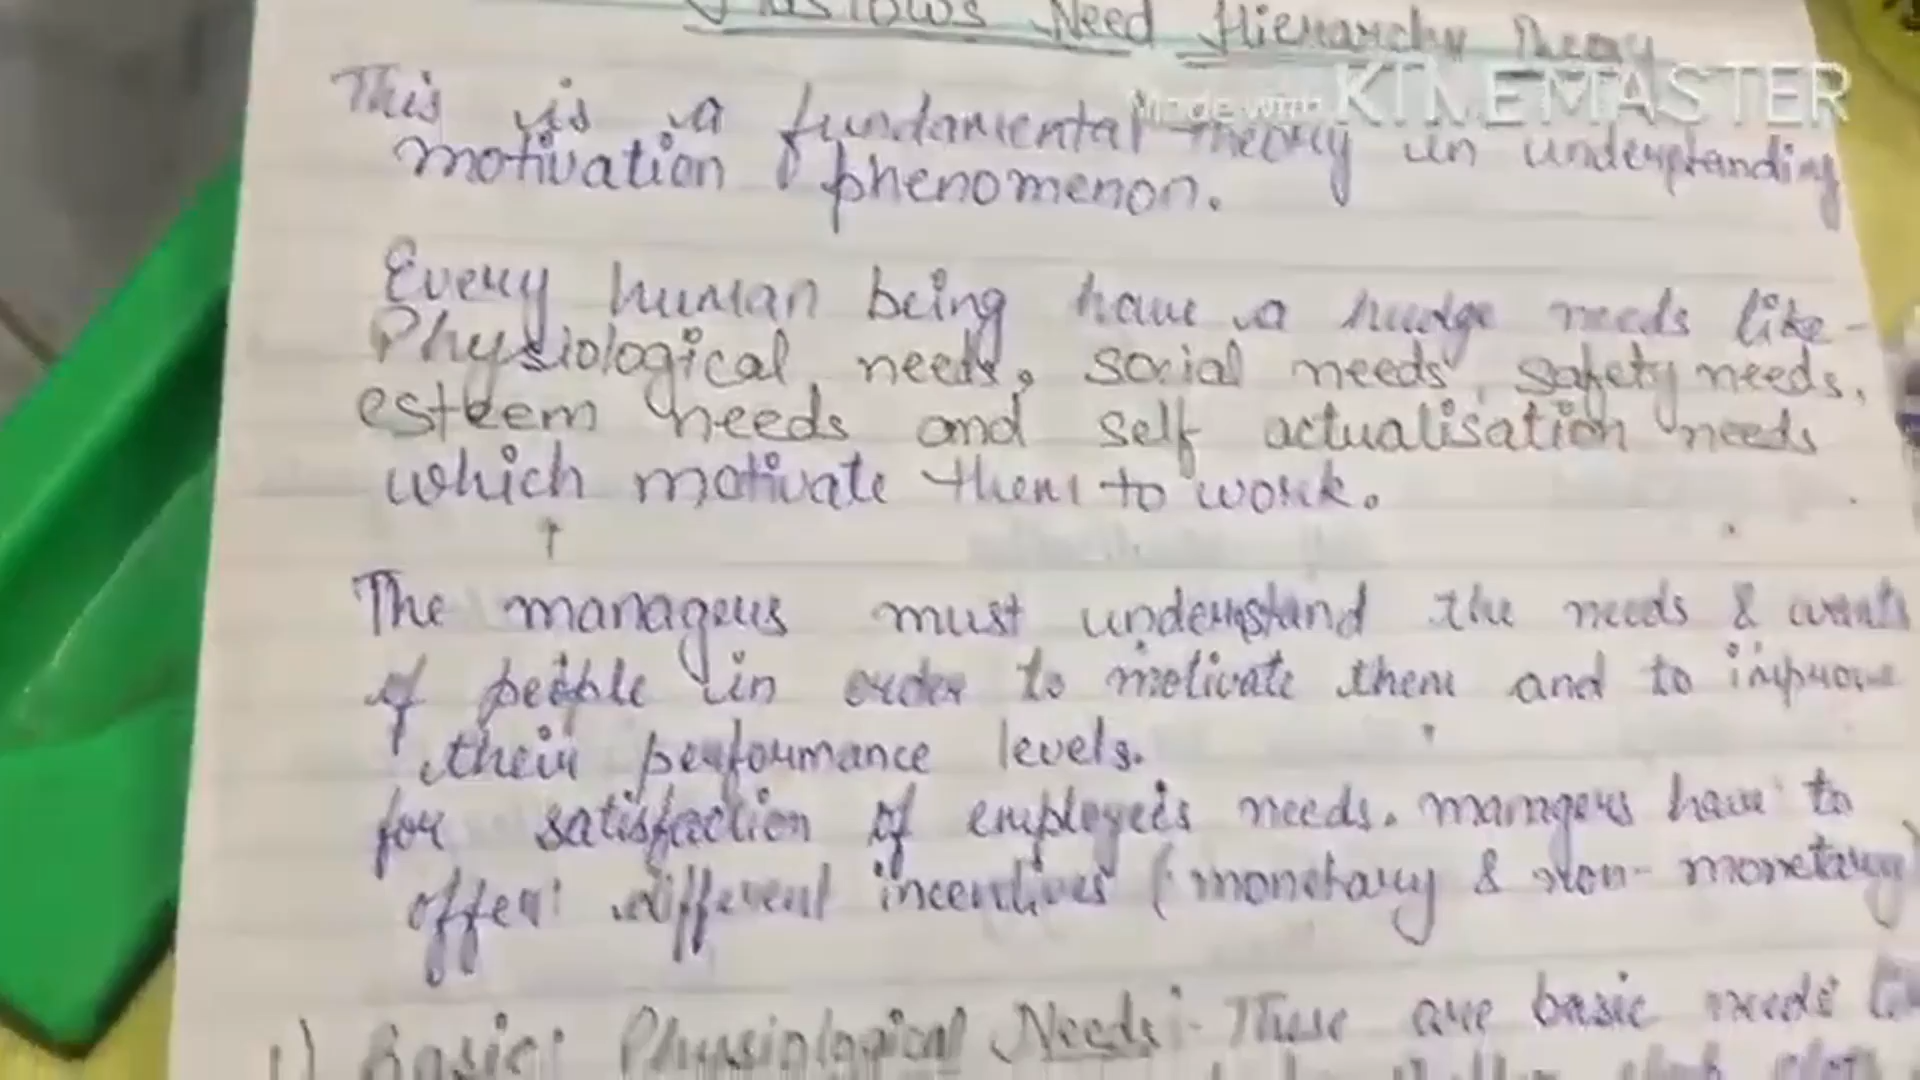 Maslows Need Hierarchy Theory
Made with KINEMASTER
This is a fundamental theory in understanding
motivation phenomenon.
Every human being have a hudge needs like-
Physiological needs, social needs, safety needs,
esteem needs and self actualisation needs
which motivate them to work.
The managers must understand the needs & wants
of people in order to motivate them and to improve
their performance levels.
for satisfaction of employees needs. managers have to
offer different incentives (monetary & non-monetary)
1) Basic Physiological Needs:- These are basic needs